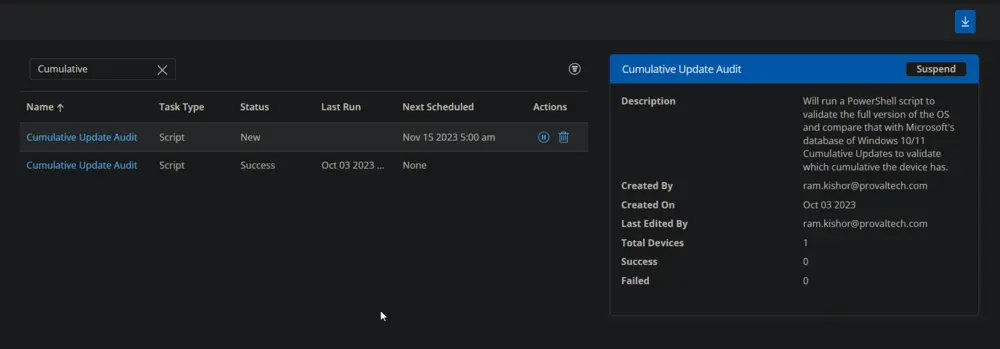 Cumulative
Name Task Type Status Last Run Next Scheduled Actions
Cumulative Update Audit Script New Nov 15 2023 5:00 am
Cumulative Update Audit Script Success Oct 03 2023 ... None
Cumulative Update Audit Suspend
Description Will run a PowerShell script to
validate the full version of the OS
and compare that with Microsoft's
database of Windows 10/11
Cumulative Updates to validate
which cumulative the device has.
Created By ram.kishor@provaltech.com
Created On Oct 03 2023
Last Edited By ram.kishor@provaltech.com
Total Devices 1
Success 0
Failed 0